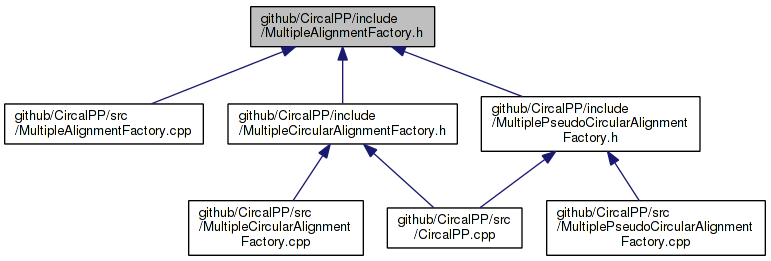 github/CircalPP/include
/MultipleAlignmentFactory.h
github/CircalPP/src
/MultipleAlignmentFactory.cpp
github/CircalPP/include
/MultipleCircularAlignmentFactory.h
github/CircalPP/include
/MultiplePseudoCircularAlignment
Factory.h
github/CircalPP/src
/MultipleCircularAlignment
Factory.cpp
github/CircalPP/src
/CircalPP.cpp
github/CircalPP/src
/MultiplePseudoCircularAlignment
Factory.cpp